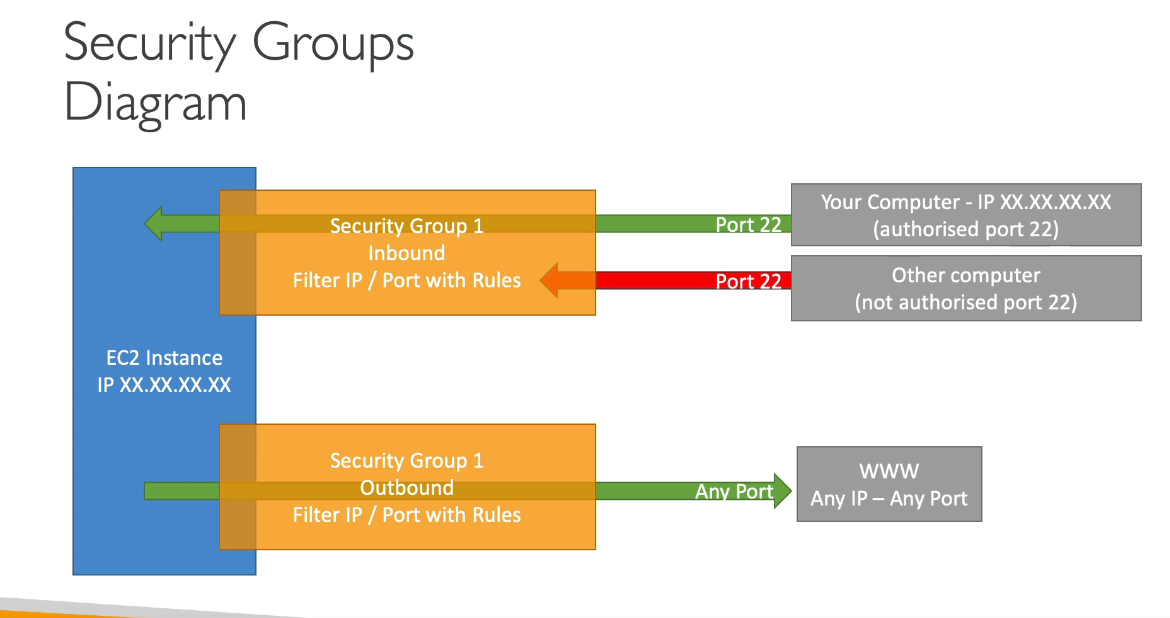 Security Groups
Diagram
Your Computer - IP XX.XX.XX.XX
(authorised port 22)
Port 22
Security Group 1
Inbound
Filter IP / Port with Rules
Port 22
Other computer
(not authorised port 22)
EC2 Instance
IP XX.XX.XX.XX
Security Group 1
Outbound
Filter IP / Port with Rules
Any Port
WWW
Any IP – Any Port